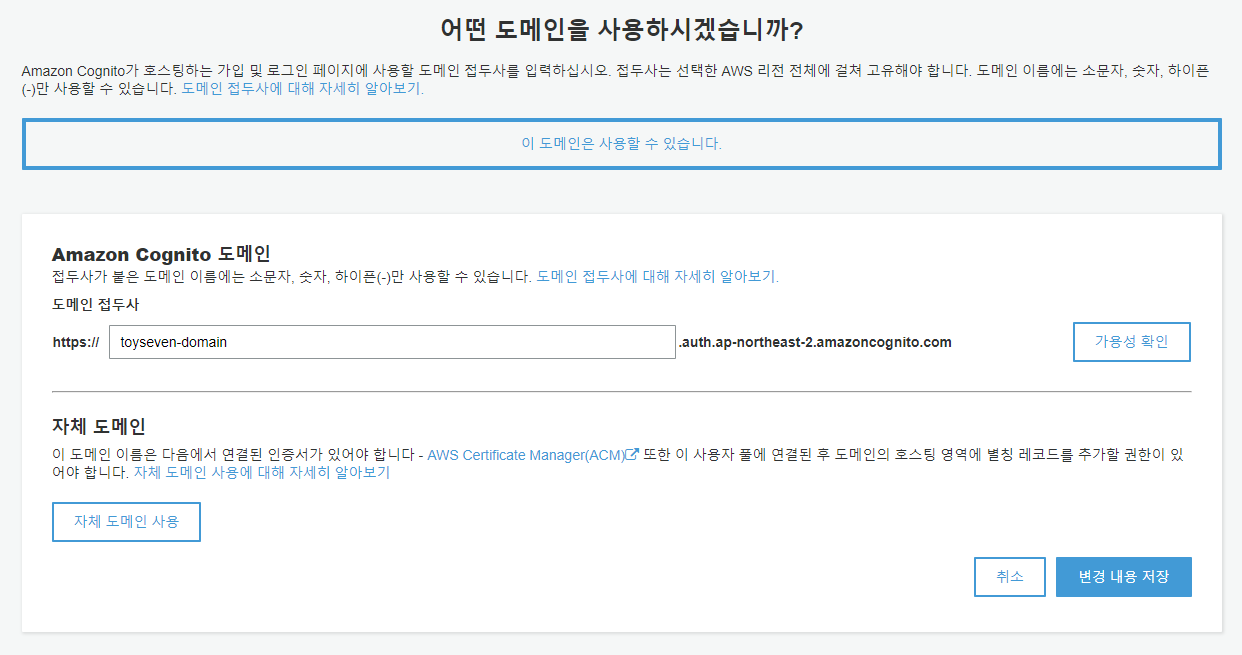 어떤 도메인을 사용하시겠습니까?
Amazon Cognito가 호스팅하는 가입 및 로그인 페이지에 사용할 도메인 접두사를 입력하십시오. 접두사는 선택한 AWS 리전 전체에 걸쳐 고유해야 합니다. 도메인 이름에는 소문자, 숫자, 하이픈
(-)만 사용할 수 있습니다. 도메인 접두사에 대해 자세히 알아보기.
이 도메인은 사용할 수 있습니다.
Amazon Cognito 도메인
접두사가 붙은 도메인 이름에는 소문자, 숫자, 하이픈(-)만 사용할 수 있습니다. 도메인 접두사에 대해 자세히 알아보기.
도메인 접두사
https:// toyseven-domain .auth.ap-northeast-2.amazoncognito.com 가용성 확인
자체 도메인
이 도메인 이름은 다음에서 연결된 인증서가 있어야 합니다 - AWS Certificate Manager(ACM) 또한 이 사용자 풀에 연결된 후 도메인의 호스팅 영역에 별칭 레코드를 추가할 권한이 있
어야 합니다. 자체 도메인 사용에 대해 자세히 알아보기
자체 도메인 사용
취소 변경 내용 저장